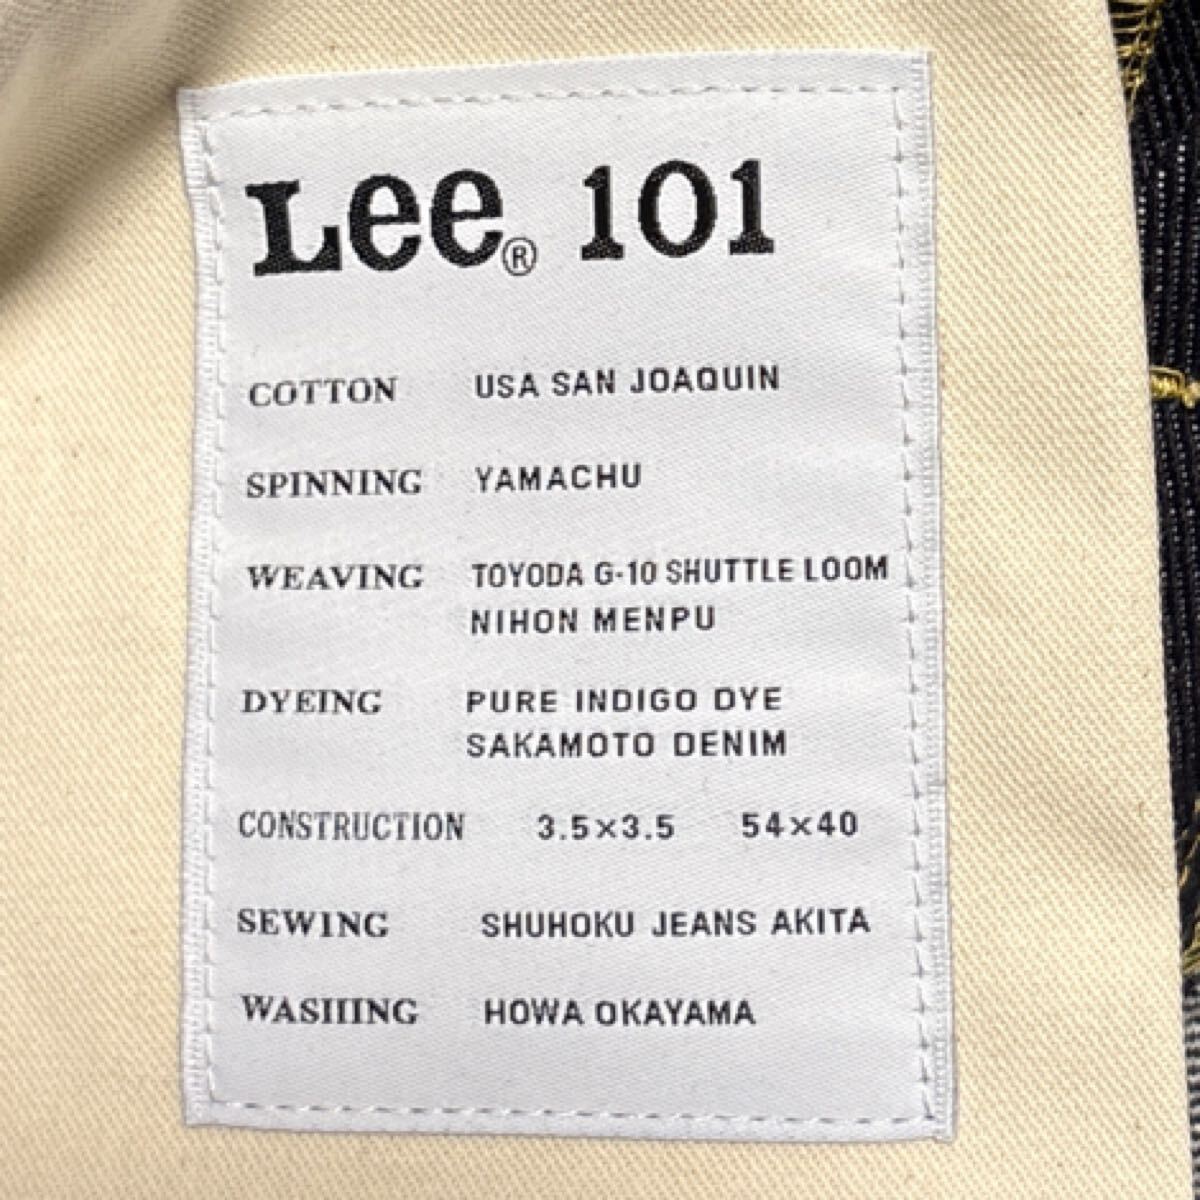 Lee® 101
COTTON USA SAN JOAQUIN
SPINNING YAMACHU
WEAVING TOYODA G-10 SHUTTLE LOOM
NIHON MENPU
DYEING PURE INDIGO DYE
SAKAMOTO DENIM
CONSTRUCTION 3.5×3.5 54×40
SEWING SHUHOKU JEANS AKITA
WASHING HOWA OKAYAMA